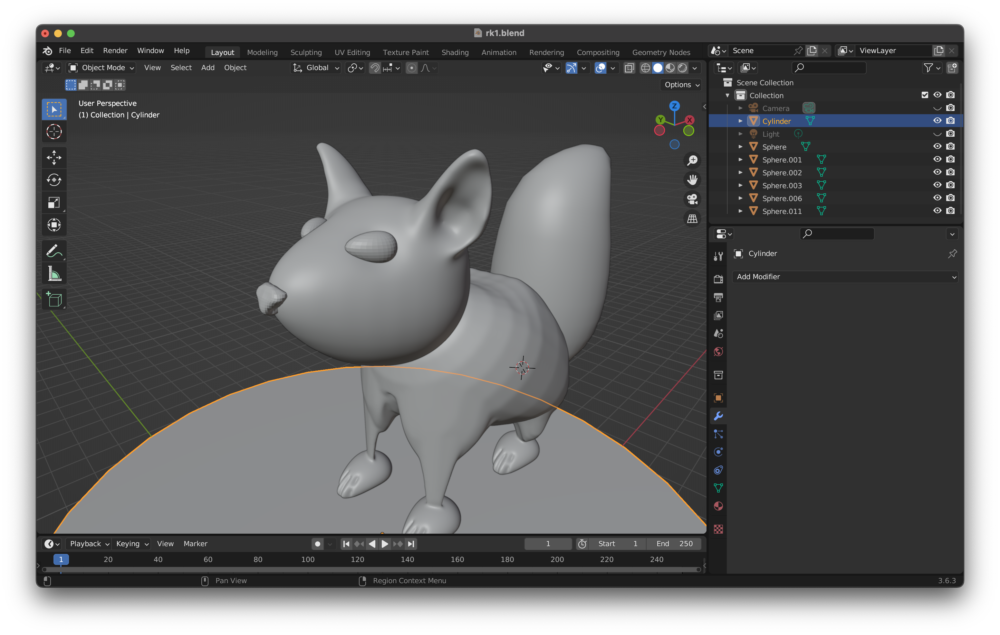 rk1.blend
File Edit Render Window Help Layout Modeling Sculpting UV Editing Texture Paint Shading Animation Rendering Compositing Geometry Nodes Scene ViewLayer
Object Mode View Select Add Object Global
Options
User Perspective
(1) Collection | Cylinder
Z
Y X
Scene Collection
Collection
Camera
Cylinder
Light
Sphere
Sphere.001
Sphere.002
Sphere.003
Sphere.006
Sphere.011
Cylinder
Add Modifier
Playback Keying View Marker 1 Start 1 End 250
1 20 40 60 80 100 120 140 160 180 200 220 240
Pan View Region Context Menu 3.6.3